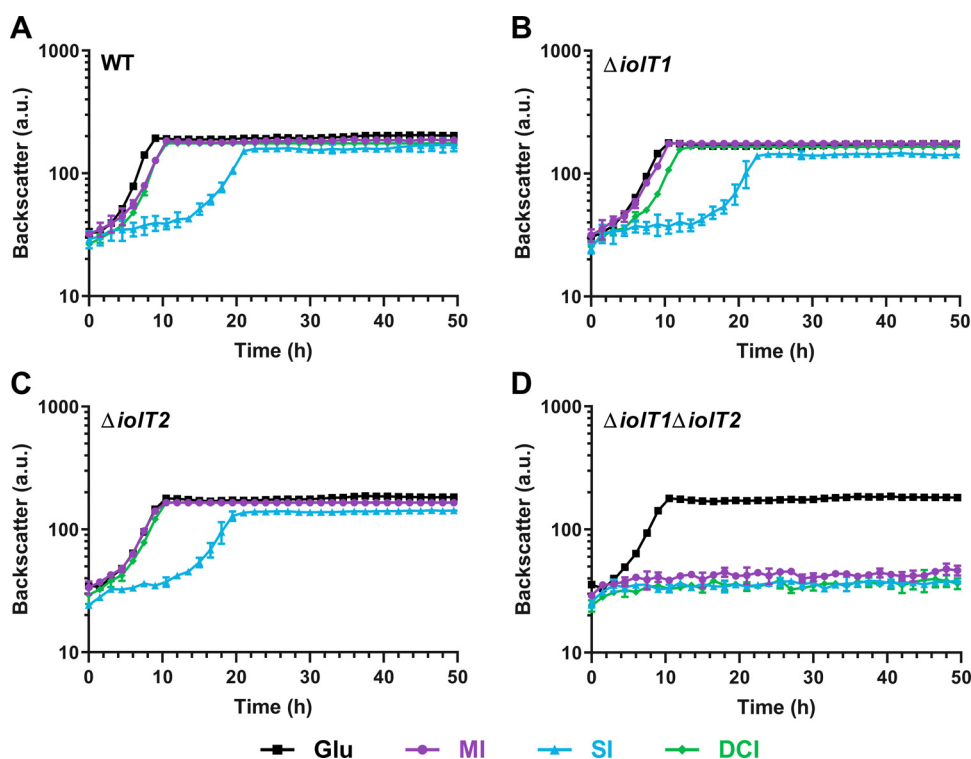 A
B
WT
ΔiolT1
1000
100
10
Backscatter (a.u.)
0 10 20 30 40 50
Time (h)
1000
100
10
Backscatter (a.u.)
0 10 20 30 40 50
Time (h)
C
D
ΔiolT2
ΔiolT1ΔiolT2
1000
100
10
Backscatter (a.u.)
0 10 20 30 40 50
Time (h)
1000
100
10
Backscatter (a.u.)
0 10 20 30 40 50
Time (h)
Glu MI SI DCI